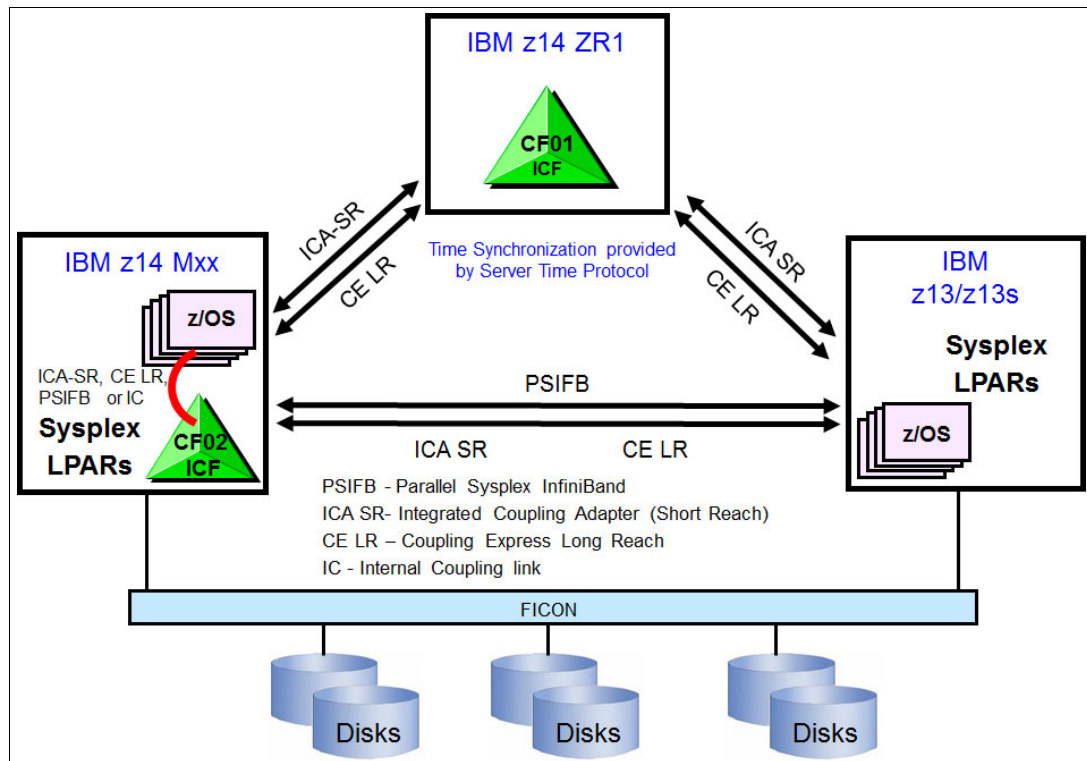 IBM z14 ZR1
CF01
ICF
ICA-SR
CE LR
ICA SR
CE LR
Time Synchronization provided
by Server Time Protocol
IBM z14 Mxx
z/OS
ICA-SR, CE LR,
PSIFB or IC
Sysplex
LPARs
CF02
ICF
IBM
z13/z13s
Sysplex
LPARs
z/OS
PSIFB
ICA SR CE LR
PSIFB - Parallel Sysplex InfiniBand
ICA SR- Integrated Coupling Adapter (Short Reach)
CE LR – Coupling Express Long Reach
IC - Internal Coupling link
FICON
Disks
Disks
Disks